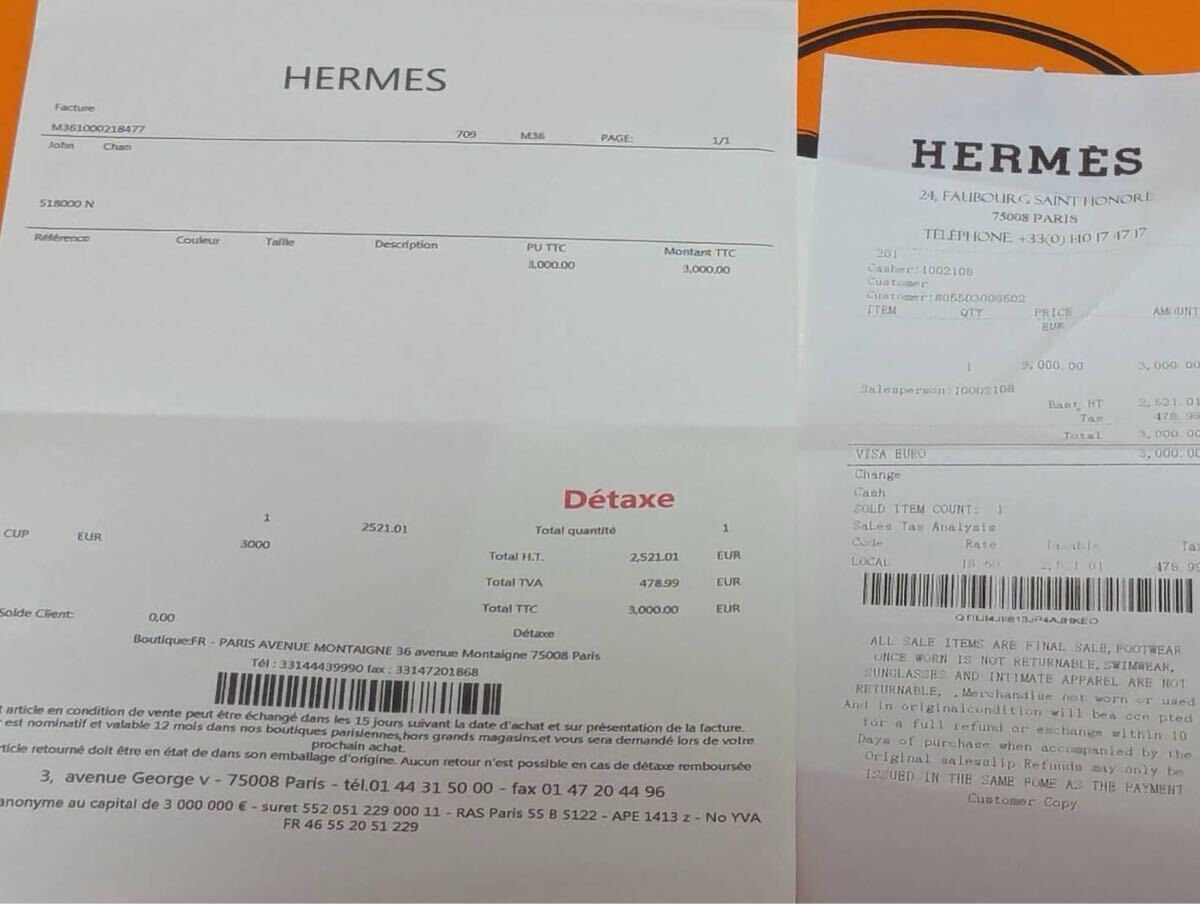 HERMES
Facture
M361000218477 709 M36 PAGE: 1/1
John Chan
518000 N
Référence Couleur Taille Description PU TTC Montant TTC
3,000.00 3,000.00
Détaxe
1 2521.01 Total quantité 1
CUP EUR 3000
Total H.T. 2,521.01 EUR
Total TVA 478.99 EUR
Total TTC 3,000.00 EUR
Solde Client: 0,00
Détaxe
Boutique:FR - PARIS AVENUE MONTAIGNE 36 avenue Montaigne 75008 Paris
Tél : 33144439990 fax : 33147201868
article en condition de vente peut être échangé dans les 15 jours suivant la date d'achat et sur présentation de la facture.
est nominatif et valable 12 mois dans nos boutiques parisiennes,hors grands magasins,et vous sera demandé lors de votre
prochain achat.
ticle retourné doit être en état de dans son emballage d'origine. Aucun retour n'est possible en cas de détaxe remboursée
3, avenue George v - 75008 Paris - tél.01 44 31 50 00 - fax 01 47 20 44 96
anonyme au capital de 3 000 000 € - suret 552 051 229 000 11 - RAS Paris 55 B 5122 - APE 1413 z - No YVA
FR 46 55 20 51 229
HERMÈS
24, FAUBOURG SAINT HONORE
75008 PARIS
TÉLÉPHONE +33(0) 140 17 47 17
201
Casher:1002108
Customer
Customer:805503008602
ITEM QTY PRICE AMOUNT
EUR
1 3,000.00 3,000.00
Salesperson:10002108
HT 2,521.01
Tax 478.99
Total 3,000.00
VISA EURO 3,000.00
Change
Cash
SOLD ITEM COUNT: 1
Sales Tax Analysis
Code Rate Taxable Tax
LOCAL 478.99
ALL SALE ITEMS ARE FINAL SALE, FOOTWEAR
ONCE WORN IS NOT RETURNABLE, SWIMWEAR,
SUNGLASSES AND INTIMATE APPAREL ARE NOT
RETURNABLE, .Merchandise not worn or used
And in originalcondition will bea cce pted
for a full refund or exchange within 10
Days of purchase when accompanied by the
Original salesslip Refunds may only be
ISSUED IN THE SAME FOME AS THE PAYMENT
Customer Copy